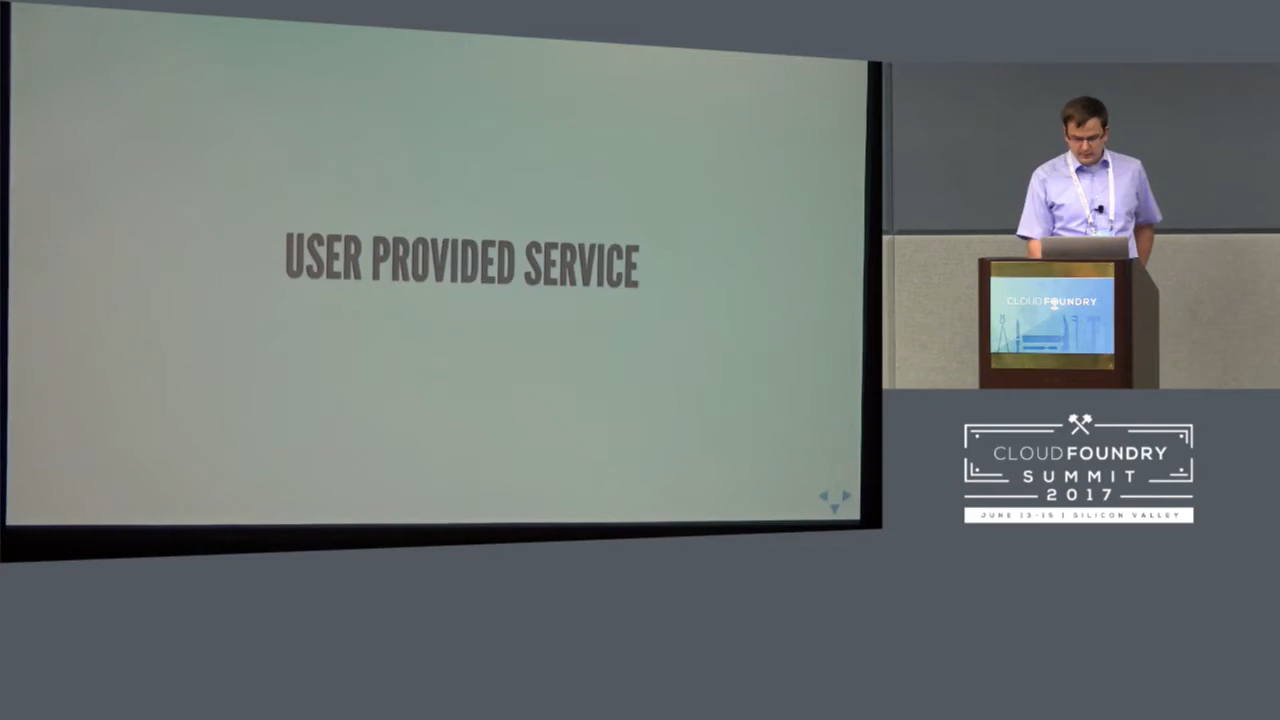 USER PROVIDED SERVICE
CLOUD FOUNDRY
CLOUD FOUNDRY
SUMMIT
2017
JUNE 13-15 | SILICON VALLEY